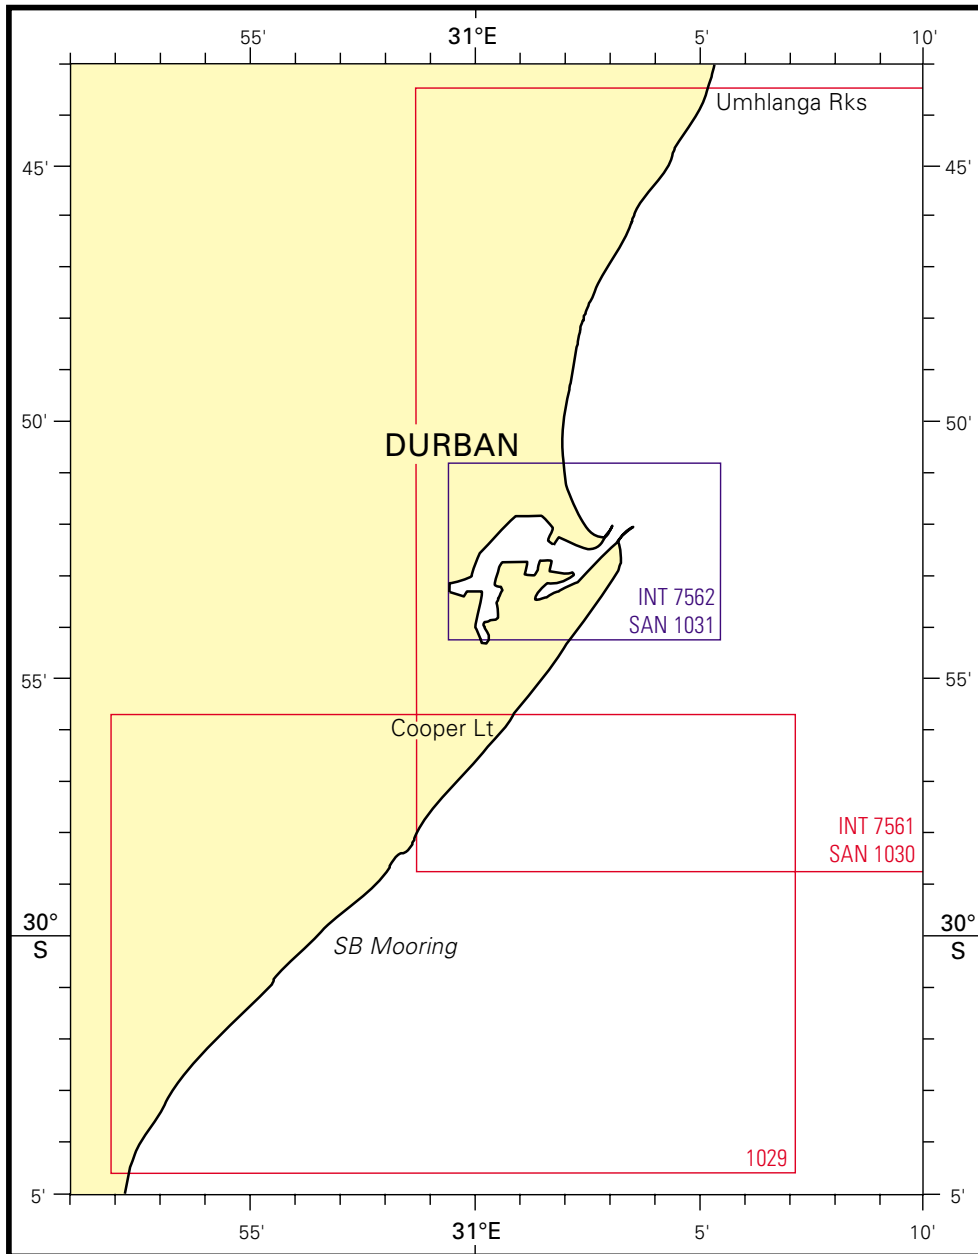 55'
31°E
5'
10'
Umhlanga Rks
45'
45'
50'
50'
DURBAN
INT 7562
SAN 1031
55'
55'
Cooper Lt
INT 7561
SAN 1030
30°
S
30°
S
SB Mooring
1029
5'
5'
55'
31°E
5'
10'